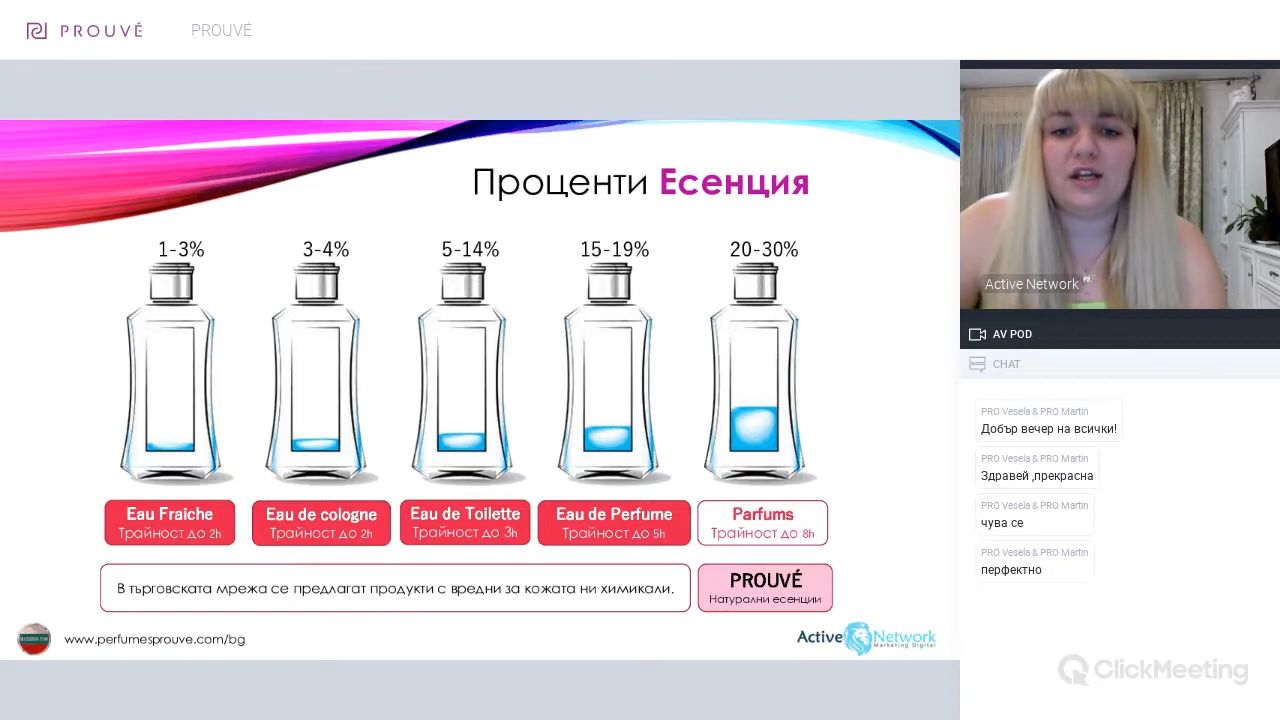 PROUVÉ
PROUVÉ
Проценти Есенция
1-3%
3-4%
5-14%
15-19%
20-30%
Eau Fraiche
Трайност до 2h
Eau de cologne
Трайност до 2h
Eau de Toilette
Трайност до 3h
Eau de Perfume
Трайност до 5h
Parfums
Трайност до 8h
В търговската мрежа се предлагат продукти с вредни за кожата ни химикали.
PROUVÉ
Натурални есенции
www.perfumesprouve.com/bg
Active Network
Marketing Digital
Active Network
AV POD
CHAT
PRO Vesela & PRO Martin
Добър вечер на всички!
PRO Vesela & PRO Martin
Здравей ,прекрасна
PRO Vesela & PRO Martin
чува се
PRO Vesela & PRO Martin
перфектно
ClickMeeting